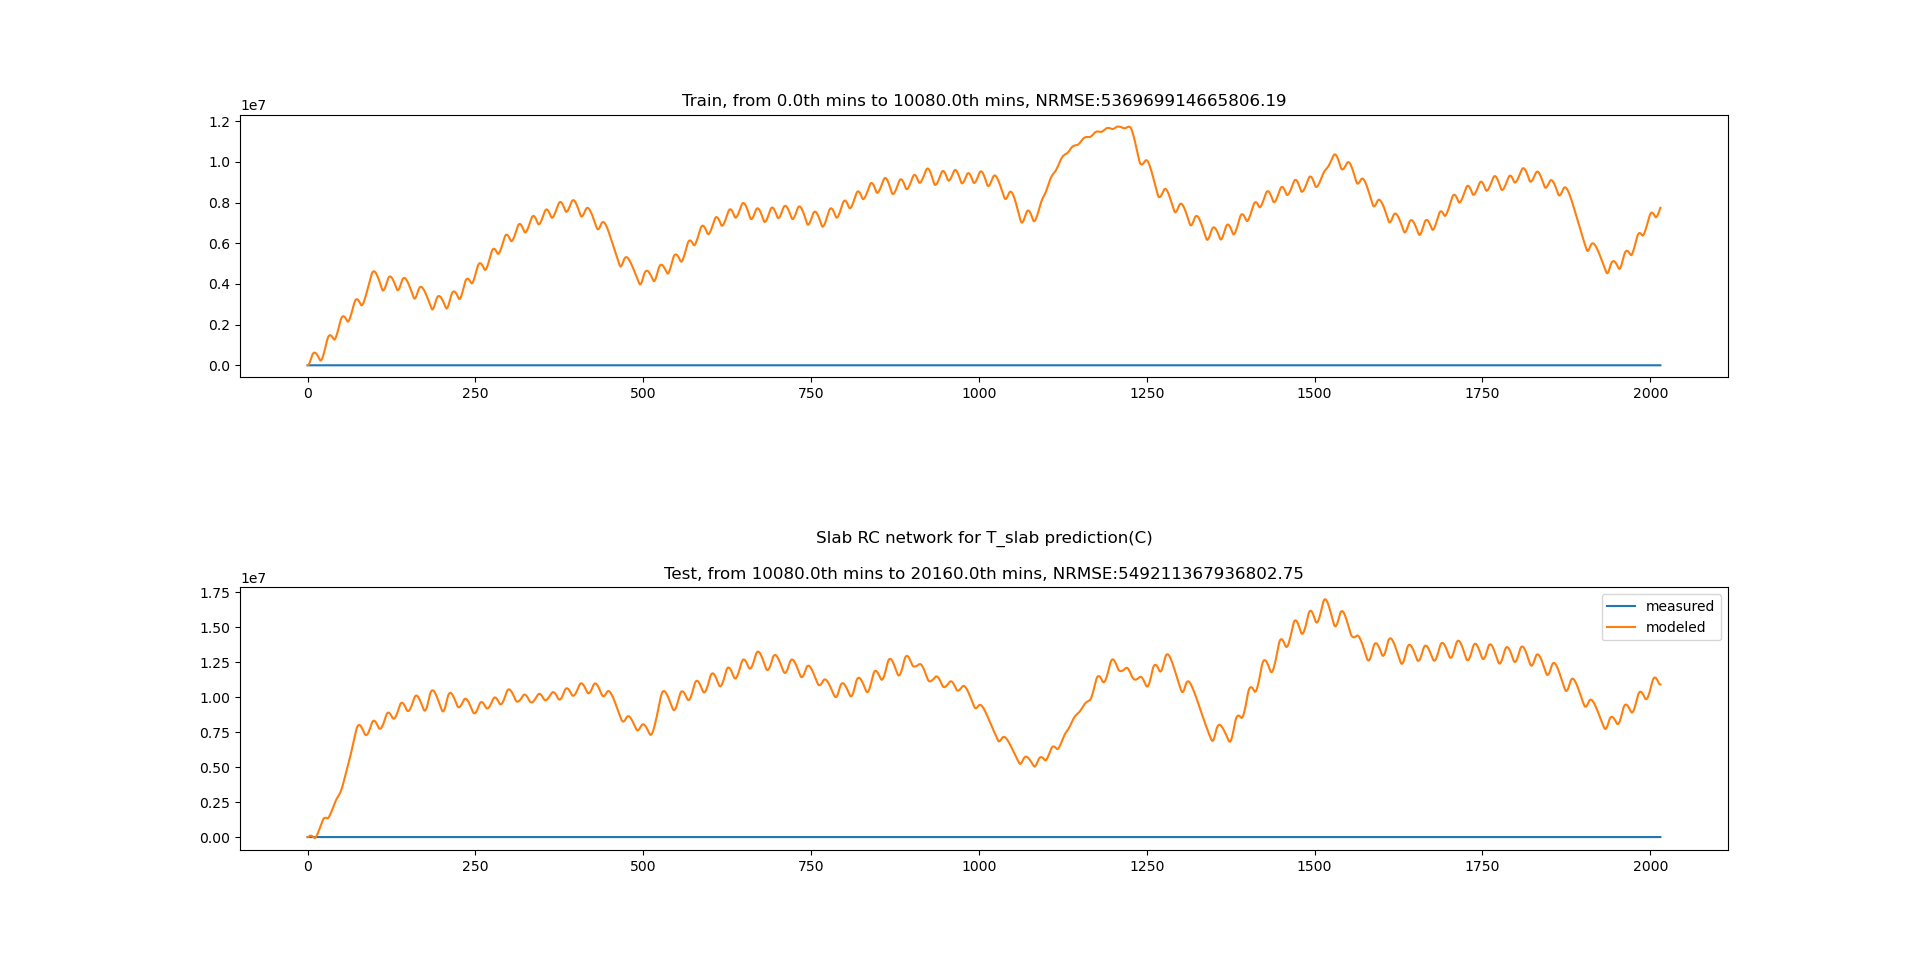 Train, from 0.0th mins to 10080.0th mins, NRMSE:536969914665806.19
1e7
1.2
1.0
0.8
0.6
0.4
0.2
0.0
0 250 500 750 1000 1250 1500 1750 2000
Slab RC network for T_slab prediction(C)
Test, from 10080.0th mins to 20160.0th mins, NRMSE:549211367936802.75
1e7
1.75
1.50
1.25
1.00
0.75
0.50
0.25
0.00
measured
modeled
0 250 500 750 1000 1250 1500 1750 2000